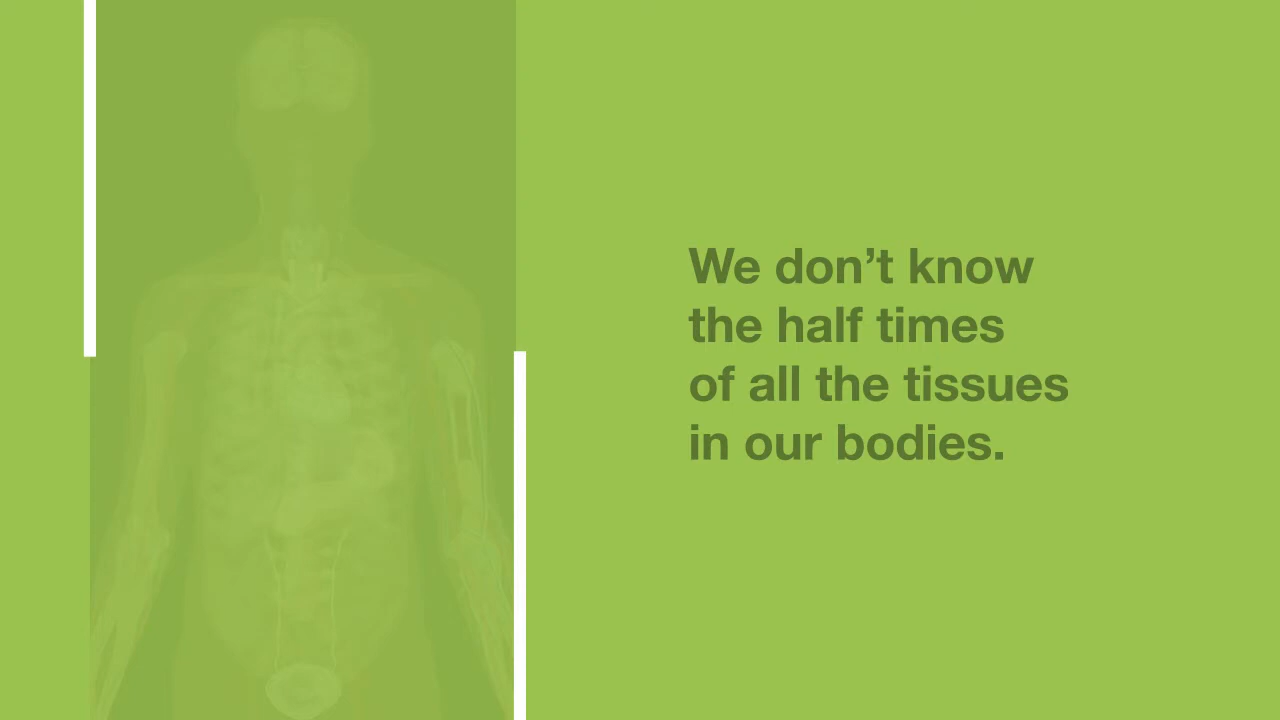 We don’t know
the half times
of all the tissues
in our bodies.